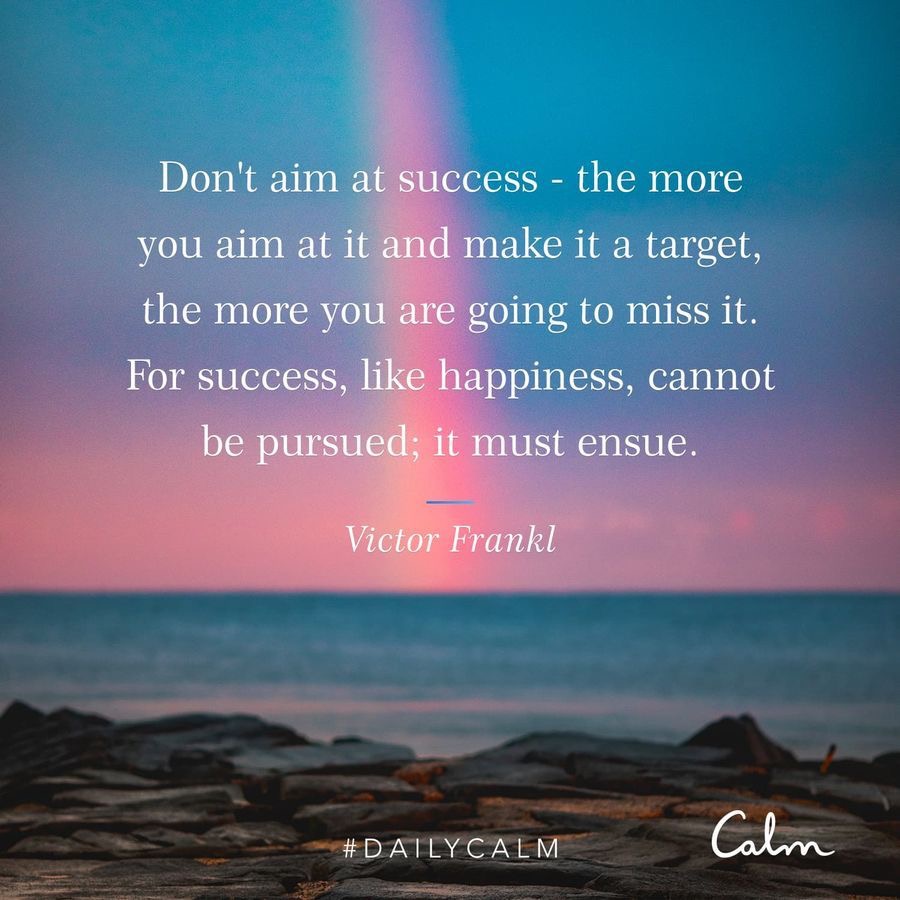 Don't aim at success - the more
you aim at it and make it a target,
the more you are going to miss it.
For success, like happiness, cannot
be pursued; it must ensue.
Victor Frankl
#DAILYCALM
Calm